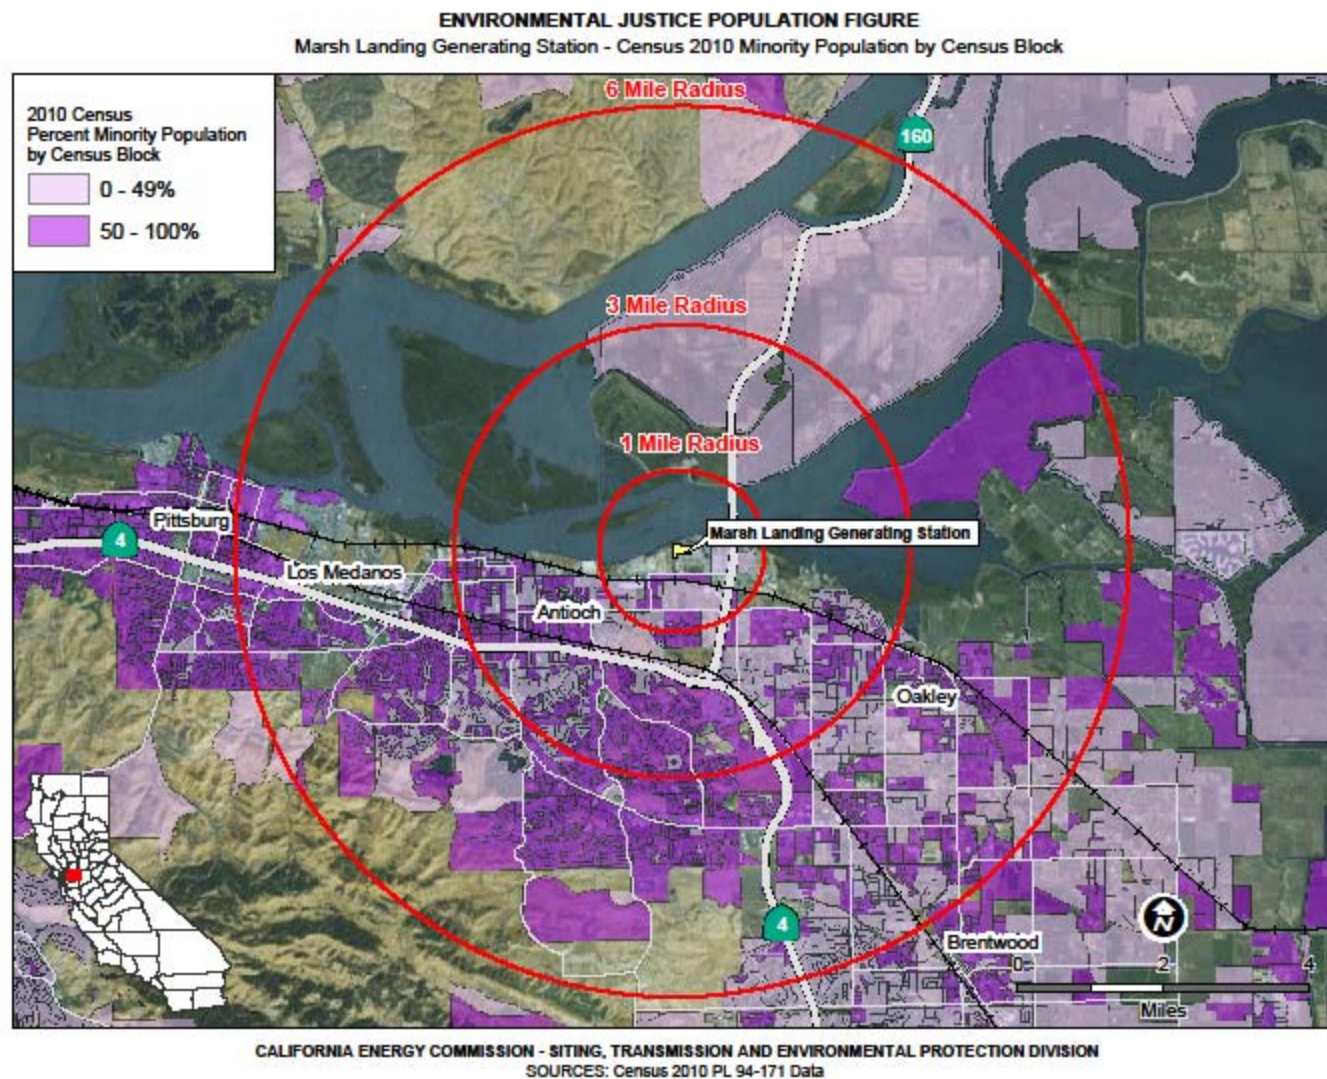 ENVIRONMENTAL JUSTICE POPULATION FIGURE
Marsh Landing Generating Station - Census 2010 Minority Population by Census Block
2010 Census
Percent Minority Population
by Census Block
0 - 49%
50 - 100%
6 Mile Radius
160
3 Mile Radius
1 Mile Radius
Marsh Landing Generating Station
Pittsburg
4
Los Medanos
Antioch
Oakley
4
Brentwood
N
0 2 4
Miles
CALIFORNIA ENERGY COMMISSION - SITING, TRANSMISSION AND ENVIRONMENTAL PROTECTION DIVISION
SOURCES: Census 2010 PL 94-171 Data